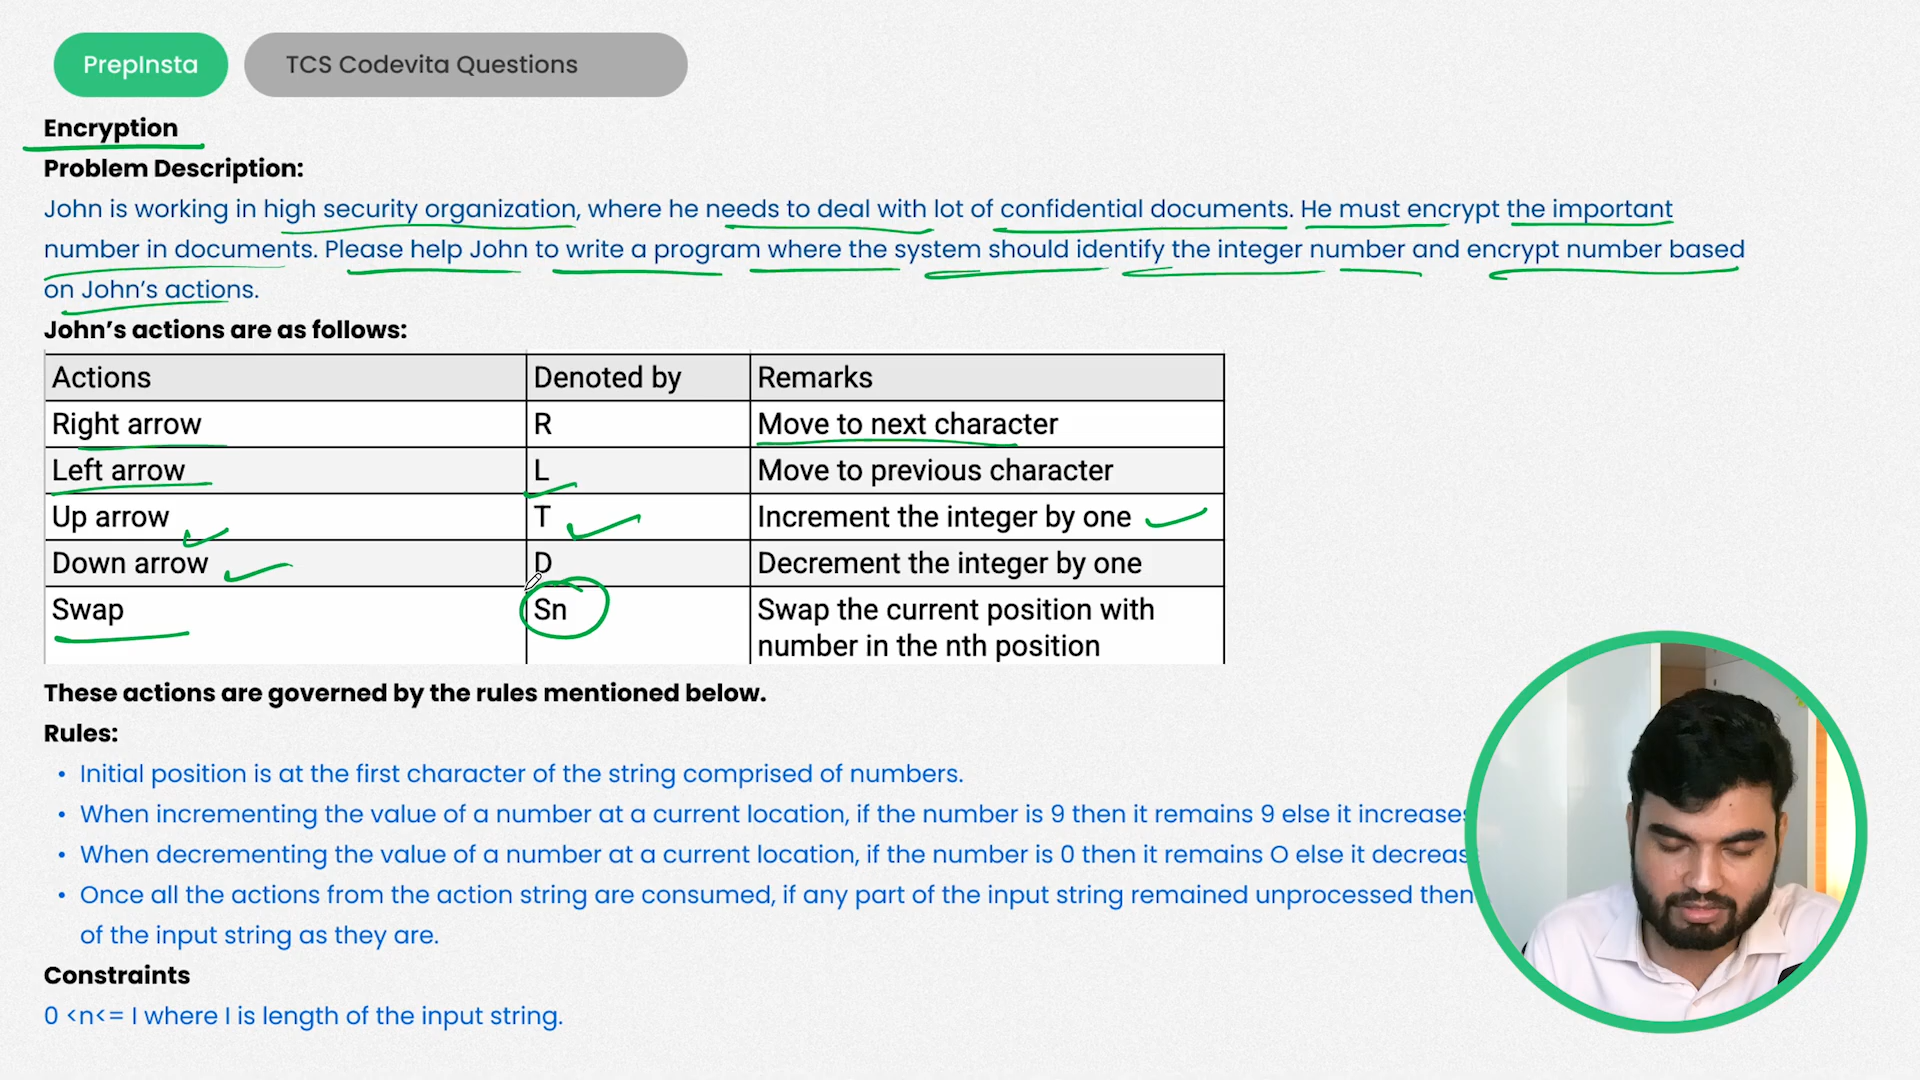 PrepInsta
TCS Codevita Questions
Encryption
Problem Description:
John is working in high security organization, where he needs to deal with lot of confidential documents. He must encrypt the important
number in documents. Please help John to write a program where the system should identify the integer number and encrypt number based
on John's actions.
John's actions are as follows:
Actions Denoted by Remarks
Right arrow R Move to next character
Left arrow L Move to previous character
Up arrow T Increment the integer by one
Down arrow D Decrement the integer by one
Swap Sn Swap the current position with
number in the nth position
These actions are governed by the rules mentioned below.
Rules:
• Initial position is at the first character of the string comprised of numbers.
• When incrementing the value of a number at a current location, if the number is 9 then it remains 9 else it increases
• When decrementing the value of a number at a current location, if the number is 0 then it remains O else it decreas
• Once all the actions from the action string are consumed, if any part of the input string remained unprocessed then
of the input string as they are.
Constraints
0 <n<= I where I is length of the input string.